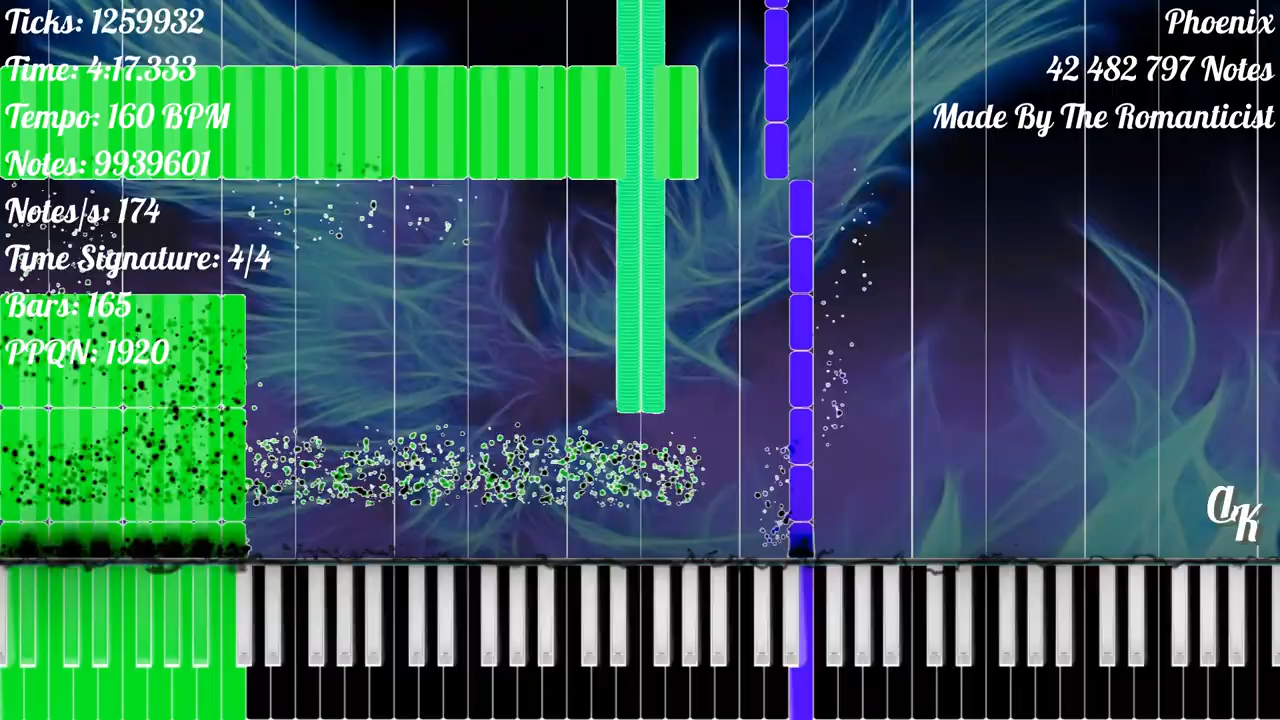 Ticks: 1259932
Time: 4:17.333
Tempo: 160 BPM
Notes: 9939601
Notes/s: 174
Time Signature: 4/4
Bars: 165
PPQN: 1920
Phoenix
42 482 797 Notes
Made By The Romanticist
AK